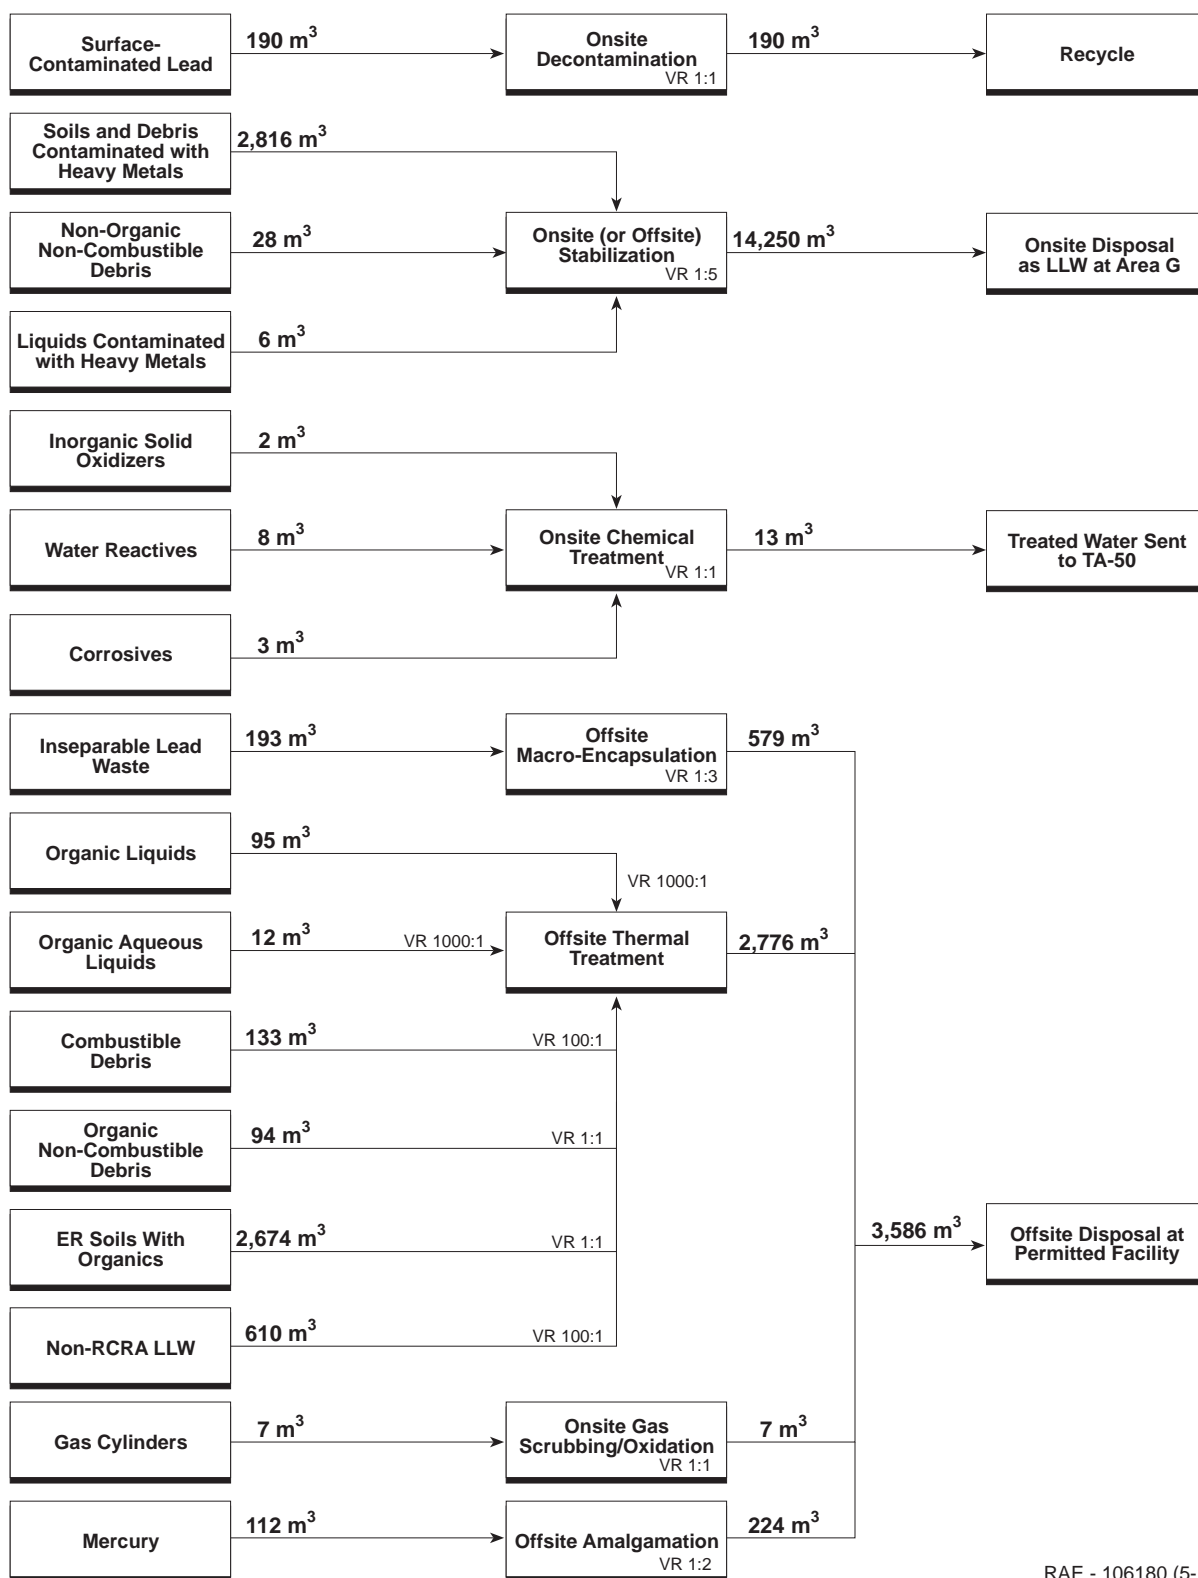 Surface-
Contaminated Lead
190 m³
Onsite
Decontamination
VR 1:1
190 m³
Recycle
Soils and Debris
Contaminated with
Heavy Metals
2,816 m³
Non-Organic
Non-Combustible
Debris
28 m³
Onsite (or Offsite)
Stabilization
VR 1:5
14,250 m³
Onsite Disposal
as LLW at Area G
Liquids Contaminated
with Heavy Metals
6 m³
Inorganic Solid
Oxidizers
2 m³
Water Reactives
8 m³
Onsite Chemical
Treatment
VR 1:1
13 m³
Treated Water Sent
to TA-50
Corrosives
3 m³
Inseparable Lead
Waste
193 m³
Offsite
Macro-Encapsulation
VR 1:3
579 m³
Organic Liquids
95 m³
VR 1000:1
Organic Aqueous
Liquids
12 m³
VR 1000:1
Offsite Thermal
Treatment
2,776 m³
Combustible
Debris
133 m³
VR 100:1
Organic
Non-Combustible
Debris
94 m³
VR 1:1
ER Soils With
Organics
2,674 m³
VR 1:1
3,586 m³
Offsite Disposal at
Permitted Facility
Non-RCRA LLW
610 m³
VR 100:1
Gas Cylinders
7 m³
Onsite Gas
Scrubbing/Oxidation
VR 1:1
7 m³
Mercury
112 m³
Offsite Amalgamation
VR 1:2
224 m³
RAE - 106180 (5-